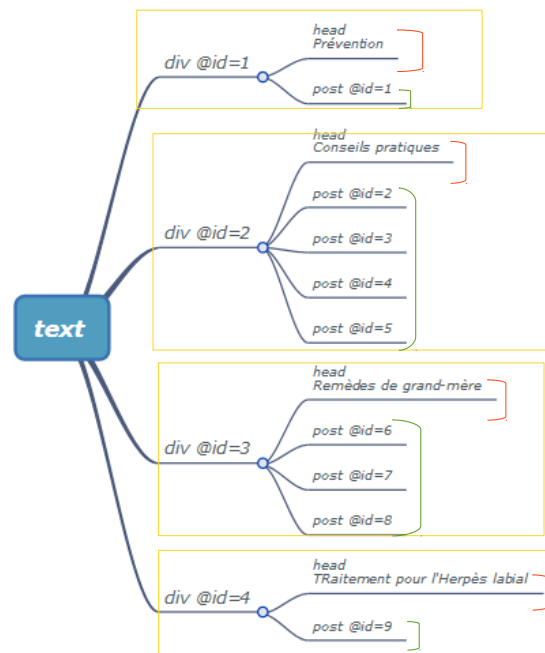 head
Prévention
div @id=1
post @id=1
head
Conseils pratiques
post @id=2
div @id=2
post @id=3
post @id=4
post @id=5
text
head
Remèdes de grand-mère
post @id=6
div @id=3
post @id=7
post @id=8
head
TRaitement pour l'Herpès labial
div @id=4
post @id=9